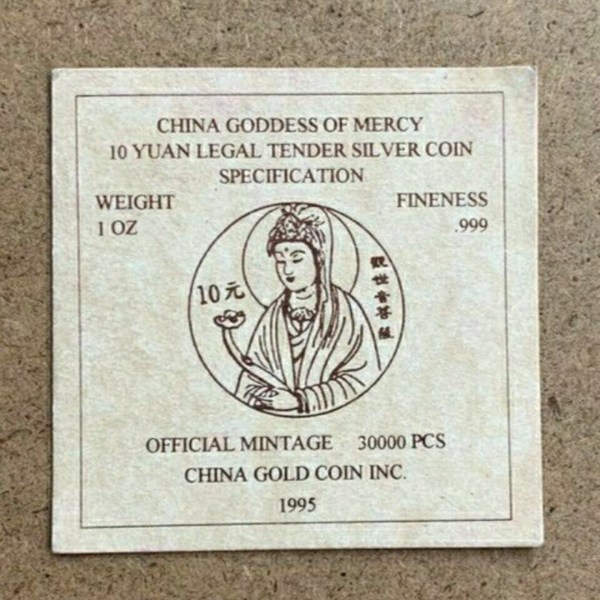 CHINA GODDESS OF MERCY
10 YUAN LEGAL TENDER SILVER COIN
SPECIFICATION
WEIGHT FINENESS
1 OZ .999
10元
觀世音菩薩
OFFICIAL MINTAGE 30000 PCS
CHINA GOLD COIN INC.
1995